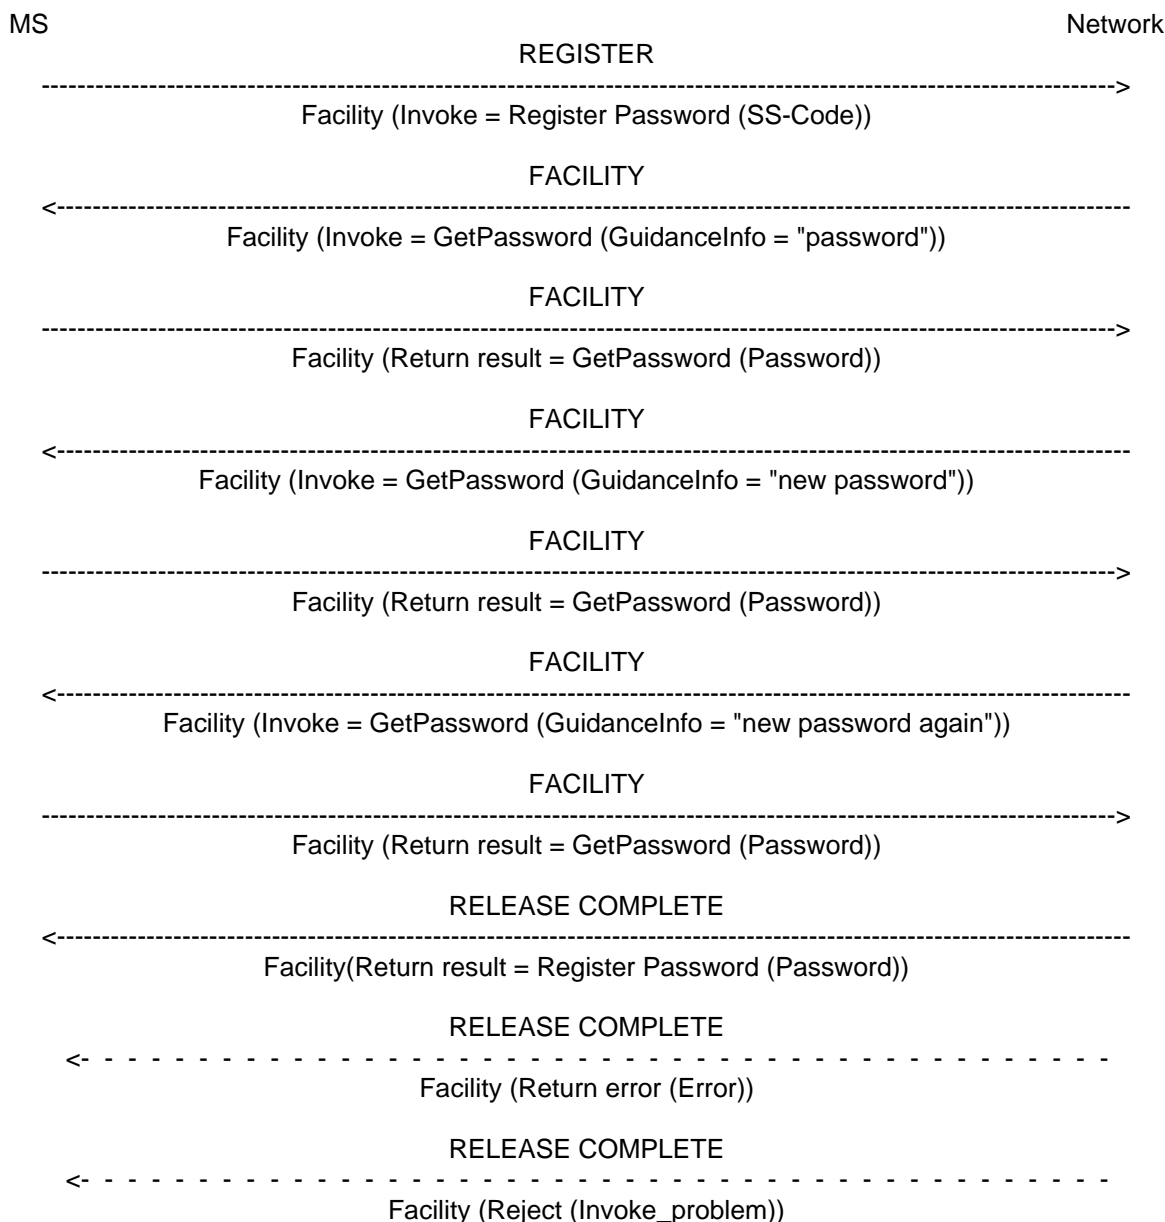 MS Network
REGISTER
Facility (Invoke = Register Password (SS-Code))
FACILITY
Facility (Invoke = GetPassword (GuidanceInfo = "password"))
FACILITY
Facility (Return result = GetPassword (Password))
FACILITY
Facility (Invoke = GetPassword (GuidanceInfo = "new password"))
FACILITY
Facility (Return result = GetPassword (Password))
FACILITY
Facility (Invoke = GetPassword (GuidanceInfo = "new password again"))
FACILITY
Facility (Return result = GetPassword (Password))
RELEASE COMPLETE
Facility(Return result = Register Password (Password))
RELEASE COMPLETE
Facility (Return error (Error))
RELEASE COMPLETE
Facility (Reject (Invoke_problem))